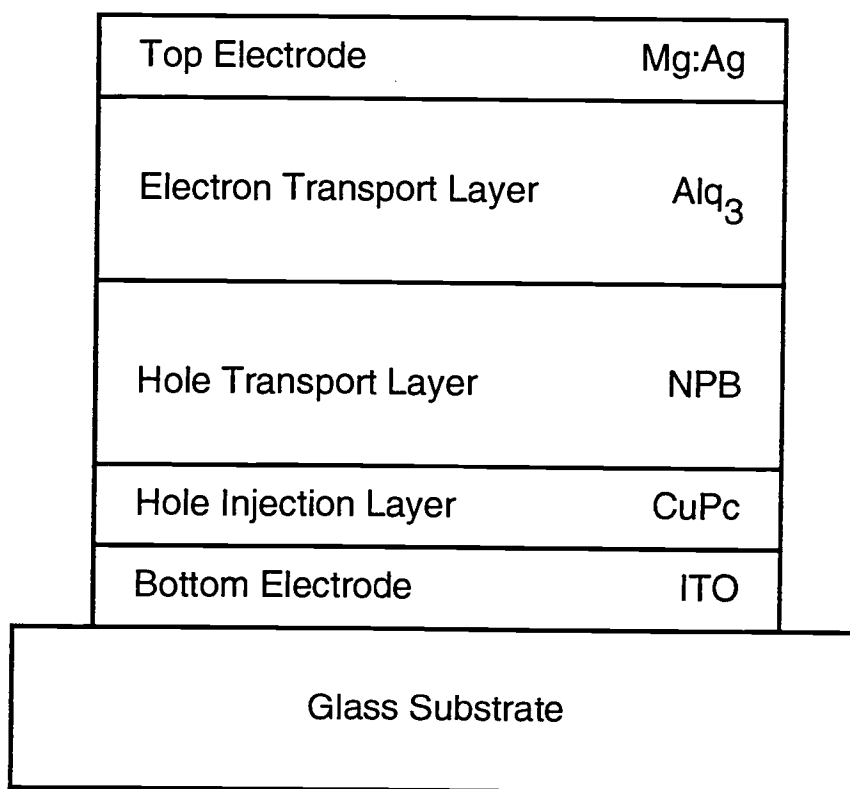 Top Electrode Mg:Ag
Electron Transport Layer Alq3
Hole Transport Layer NPB
Hole Injection Layer CuPc
Bottom Electrode ITO
Glass Substrate